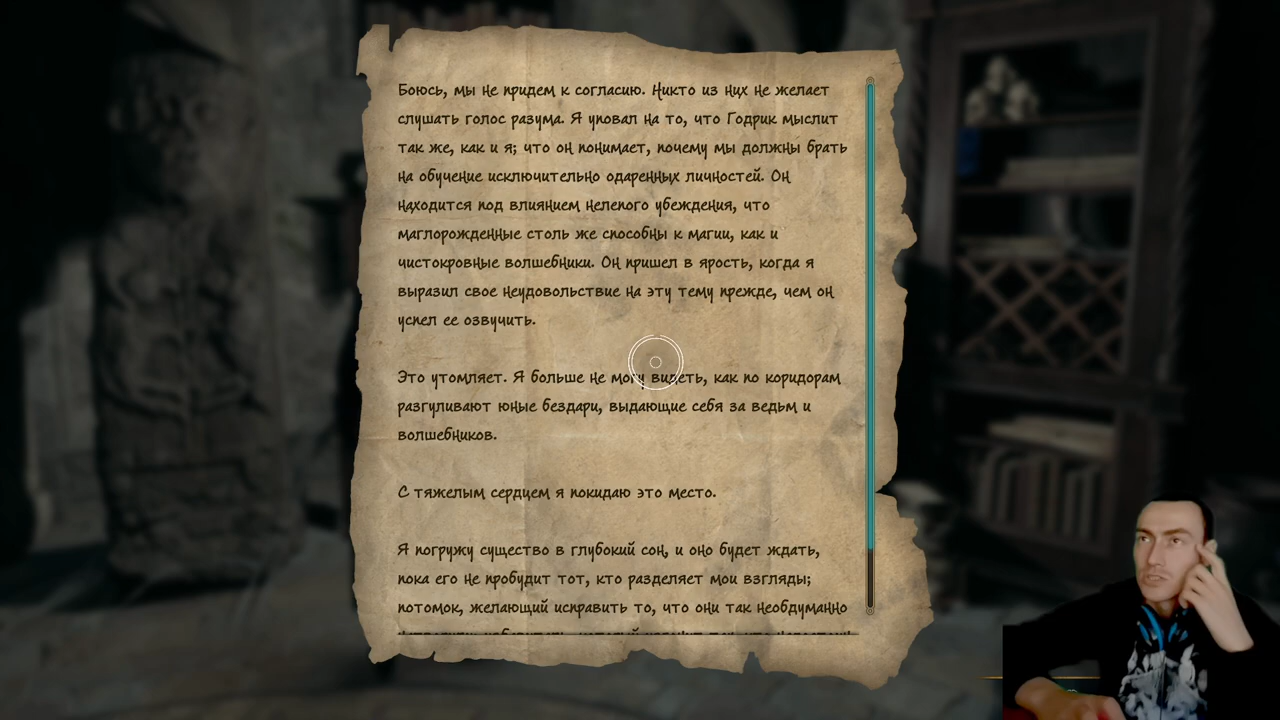 Боюсь, мы не придем к согласию. Никто из них не желает
слушать голос разума. Я уповал на то, что Годрик мыслит
так же, как и я; что он понимает, почему мы должны брать
на обучение исключительно одаренных личностей. Он
находится под влиянием нелепого убеждения, что
маглорожденные столь же способны к магии, как и
чистокровные волшебники. Он пришел в ярость, когда я
выразил свое неудовольствие на эту тему прежде, чем он
успел ее озвучить.
Это утомляет. Я больше не могу видеть, как по коридорам
разгуливают юные бездари, выдающие себя за ведьм и
волшебников.
С тяжелым сердцем я покидаю это место.
Я погружу существо в глубокий сон, и оно будет ждать,
пока его не пробудит тот, кто разделяет мои взгляды;
потомок, желающий исправить то, что они так необдуманно